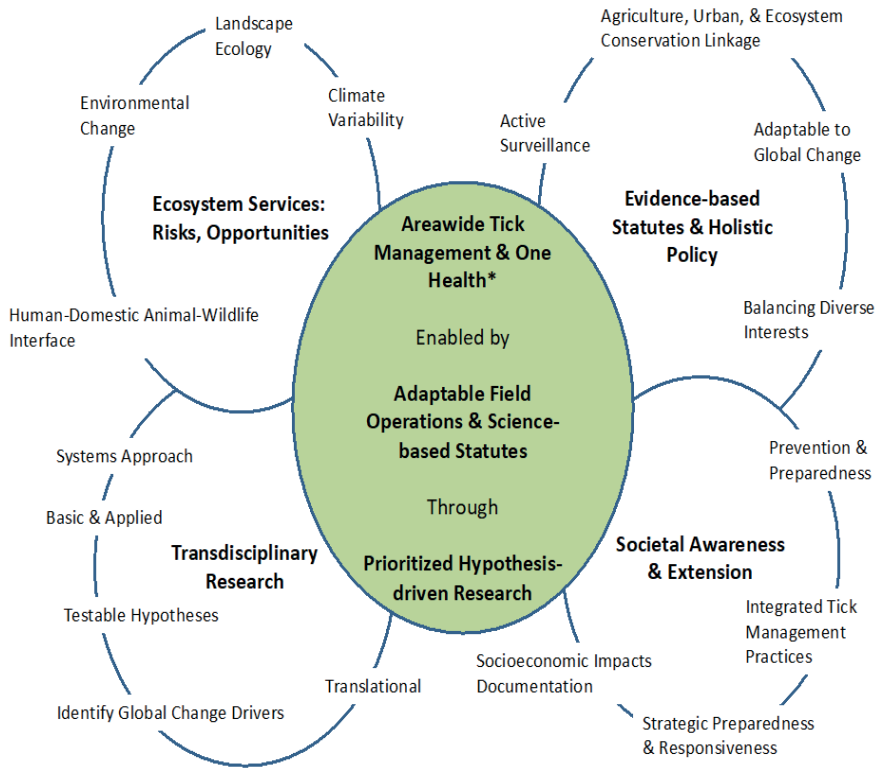 Landscape
Ecology
Environmental
Change
Climate
Variability
Ecosystem Services:
Risks, Opportunities
Human-Domestic Animal-Wildlife
Interface
Agriculture, Urban, & Ecosystem
Conservation Linkage
Active
Surveillance
Adaptable to
Global Change
Evidence-based
Statutes & Holistic
Policy
Balancing Diverse
Interests
Areawide Tick
Management & One
Health*
Enabled by
Adaptable Field
Operations & Science-
based Statutes
Through
Prioritized Hypothesis-
driven Research
Systems Approach
Basic & Applied
Transdisciplinary
Research
Testable Hypotheses
Identify Global Change Drivers
Translational
Prevention &
Preparedness
Societal Awareness
& Extension
Integrated Tick
Management
Practices
Socioeconomic Impacts
Documentation
Strategic Preparedness
& Responsiveness